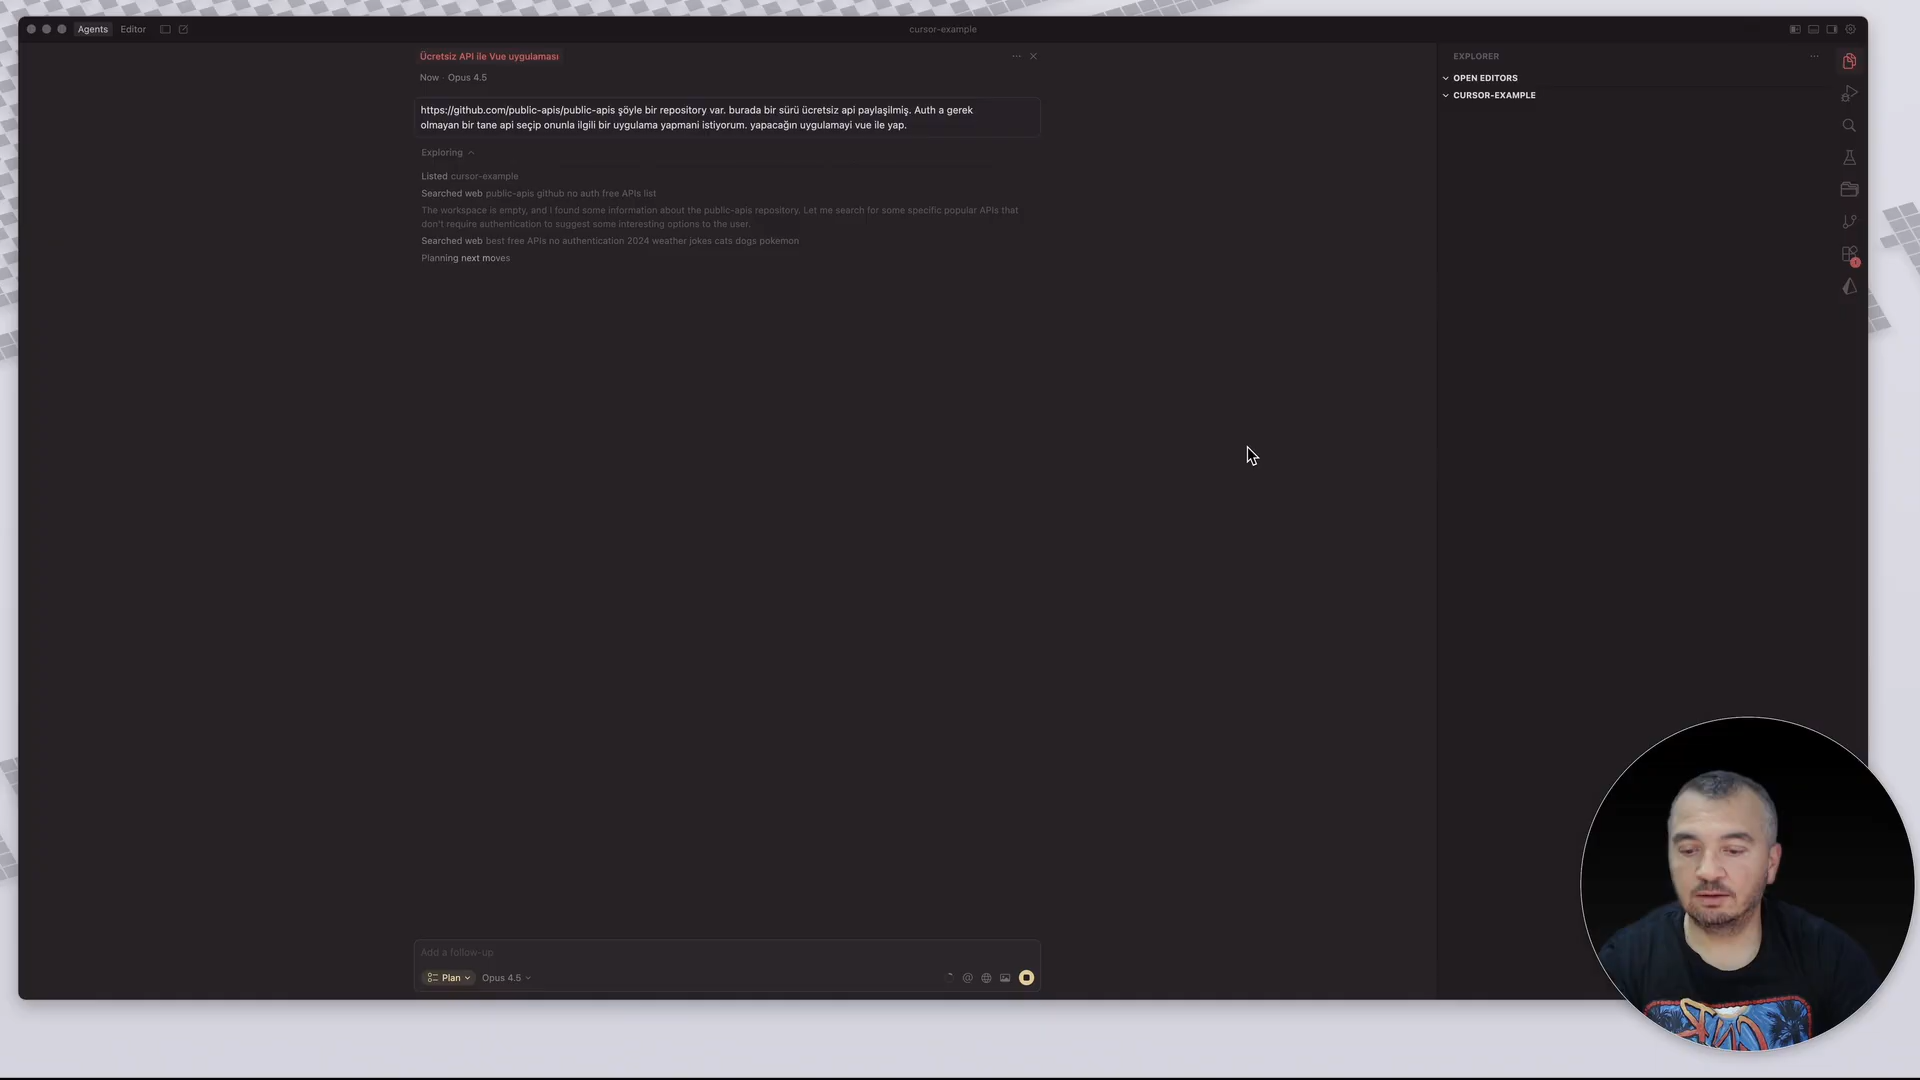 Agents Editor
cursor-example
Ücretsiz API ile Vue uygulaması
Now · Opus 4.5
https://github.com/public-apis/public-apis şöyle bir repository var. burada bir sürü ücretsiz api paylaşilmiş. Auth a gerek
olmayan bir tane api seçip onunla ilgili bir uygulama yapmani istiyorum. yapacağın uygulamayi vue ile yap.
Exploring
Listed cursor-example
Searched web public-apis github no auth free APIs list
The workspace is empty, and I found some information about the public-apis repository. Let me search for some specific popular APIs that
don't require authentication to suggest some interesting options to the user.
Searched web best free APIs no authentication 2024 weather jokes cats dogs pokemon
Planning next moves
Add a follow-up
Plan Opus 4.5
EXPLORER
OPEN EDITORS
CURSOR-EXAMPLE